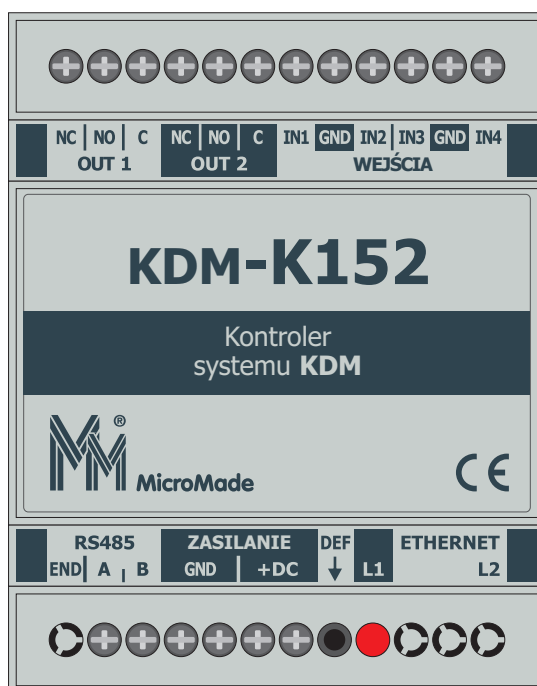 NC NO C NC NO C IN1 GND IN2 IN3 GND IN4
OUT 1 OUT 2 WEJŚCIA
KDM-K152
Kontroler
systemu KDM
MM®
MicroMade
CE
RS485 ZASILANIE DEF ETHERNET
END A B GND +DC L1 L2